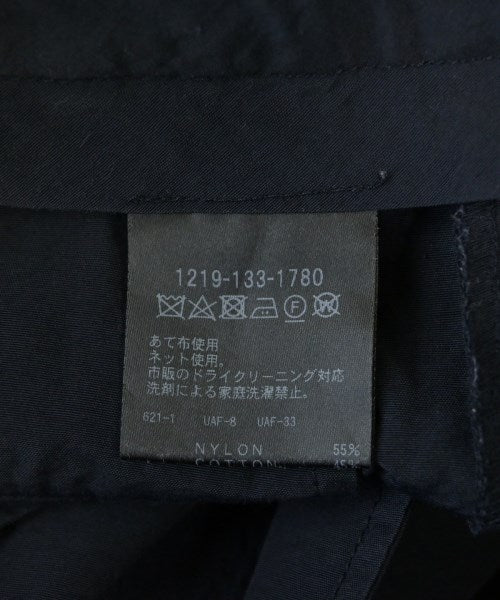 1219-133-1780
あて布使用
ネット使用。
市販のドライクリーニング対応
洗剤による家庭洗濯禁止。
621-1 UAF-8 UAF-33
NYLON 55%
COTTON 45%